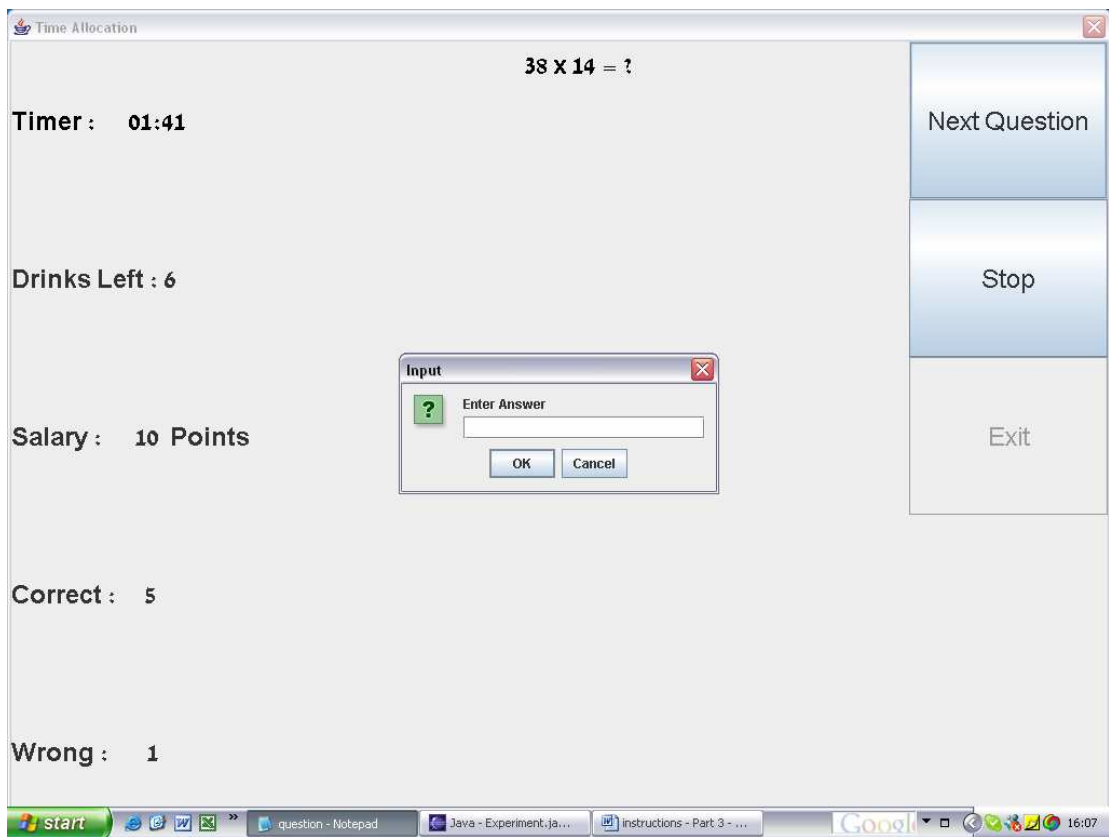 Time Allocation
38 X 14 = ?
Timer : 01:41
Next Question
Drinks Left : 6
Stop
Input
? Enter Answer
Salary : 10 Points
OK Cancel
Exit
Correct : 5
Wrong : 1
start » question - Notepad Java - Experiment.ja... instructions - Part 3 - ... Googl 16:07